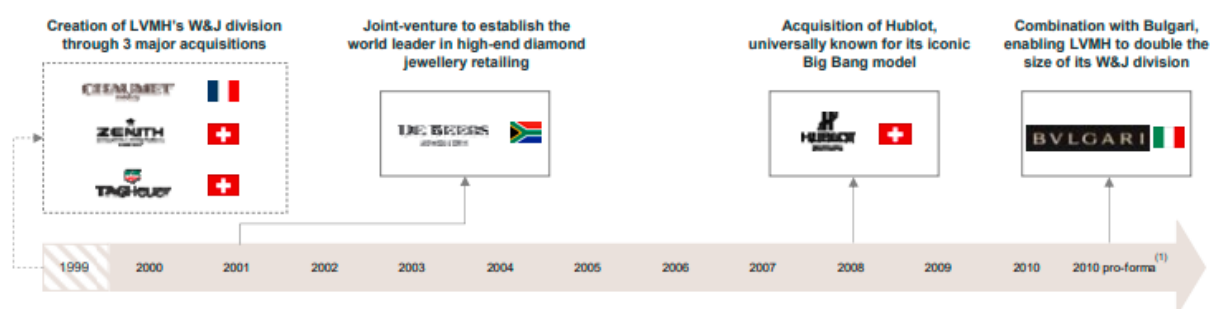 Creation of LVMH's W&J division
through 3 major acquisitions
CHAUMET
PARIS
ZENITH
TAGHeuer
Joint-venture to establish the
world leader in high-end diamond
jewellery retailing
DE BEERS
JEWELLERY
Acquisition of Hublot,
universally known for its iconic
Big Bang model
HUBLOT
Combination with Bulgari,
enabling LVMH to double the
size of its W&J division
BVLGARI
1999 2000 2001 2002 2003 2004 2005 2006 2007 2008 2009 2010 2010 pro-forma (1)